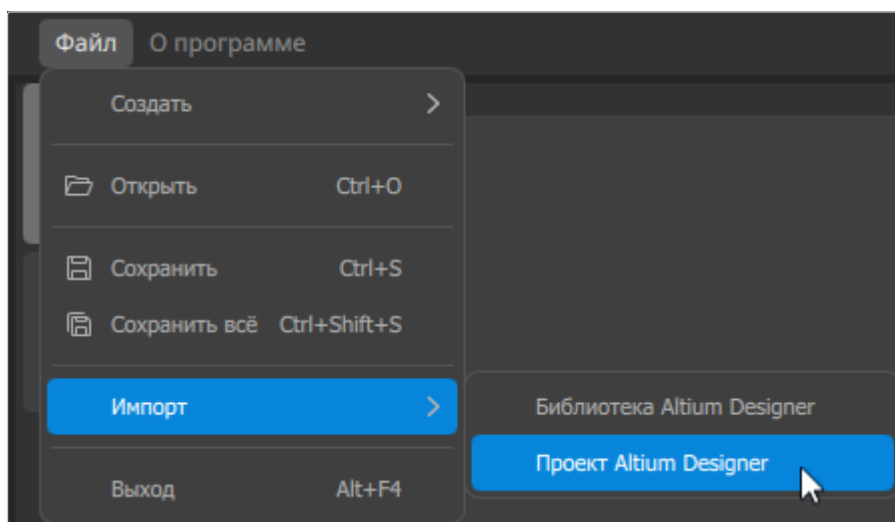 Файл О программе
Создать
Открыть Ctrl+O
Сохранить Ctrl+S
Сохранить всё Ctrl+Shift+S
Импорт
Библиотека Altium Designer
Проект Altium Designer
Выход Alt+F4